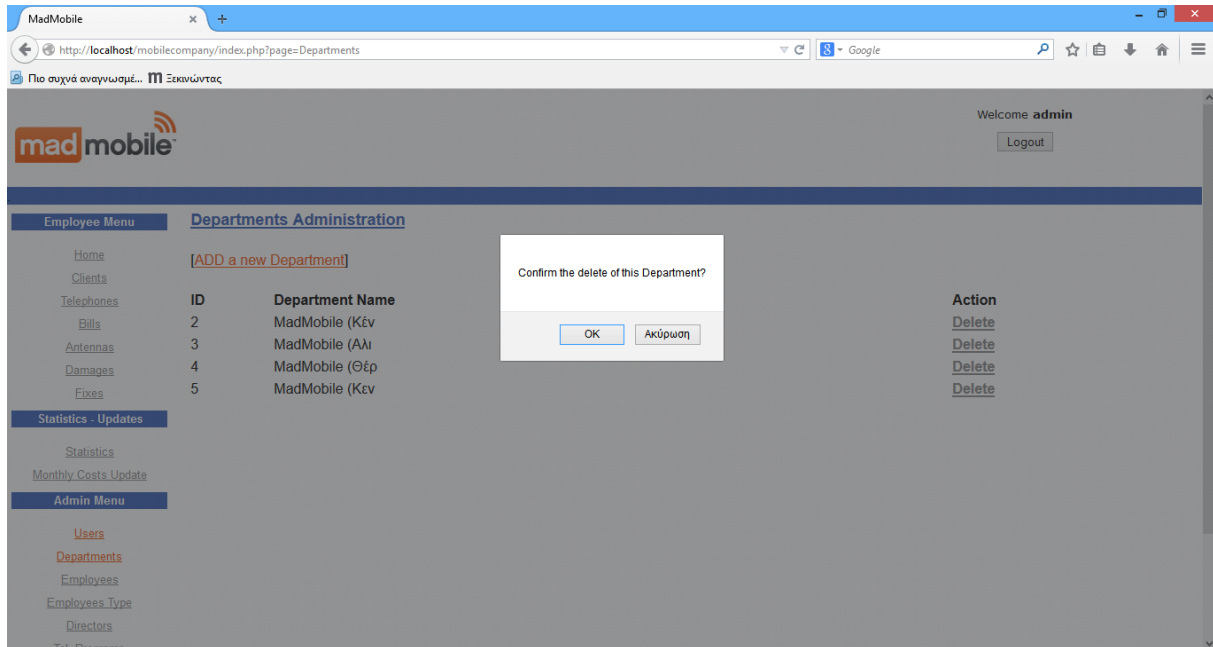 MadMobile
http://localhost/mobilecompany/index.php?page=Departments
Google
Πιο συχνά αναγνωσμέ... Ξεκινώντας
mad mobile
Welcome admin
Logout
Employee Menu
Home
Clients
Telephones
Bills
Antennas
Damages
Fixes
Statistics - Updates
Statistics
Monthly Costs Update
Admin Menu
Users
Departments
Employees
Employees Type
Directors
Departments Administration
[ADD a new Department]
ID Department Name Action
2 MadMobile (Κέν Delete
3 MadMobile (Αλι Delete
4 MadMobile (Θέρ Delete
5 MadMobile (Κεν Delete
Confirm the delete of this Department?
OK Ακύρωση